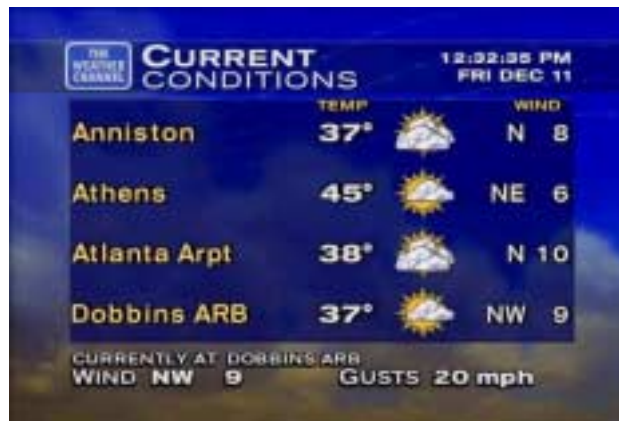 THE
WEATHER
CHANNEL
CURRENT
CONDITIONS
12:32:35 PM
FRI DEC 11
TEMP WIND
Anniston 37° N 8
Athens 45° NE 6
Atlanta Arpt 38° N 10
Dobbins ARB 37° NW 9
CURRENTLY AT DOBBINS ARB
WIND NW 9 GUSTS 20 mph